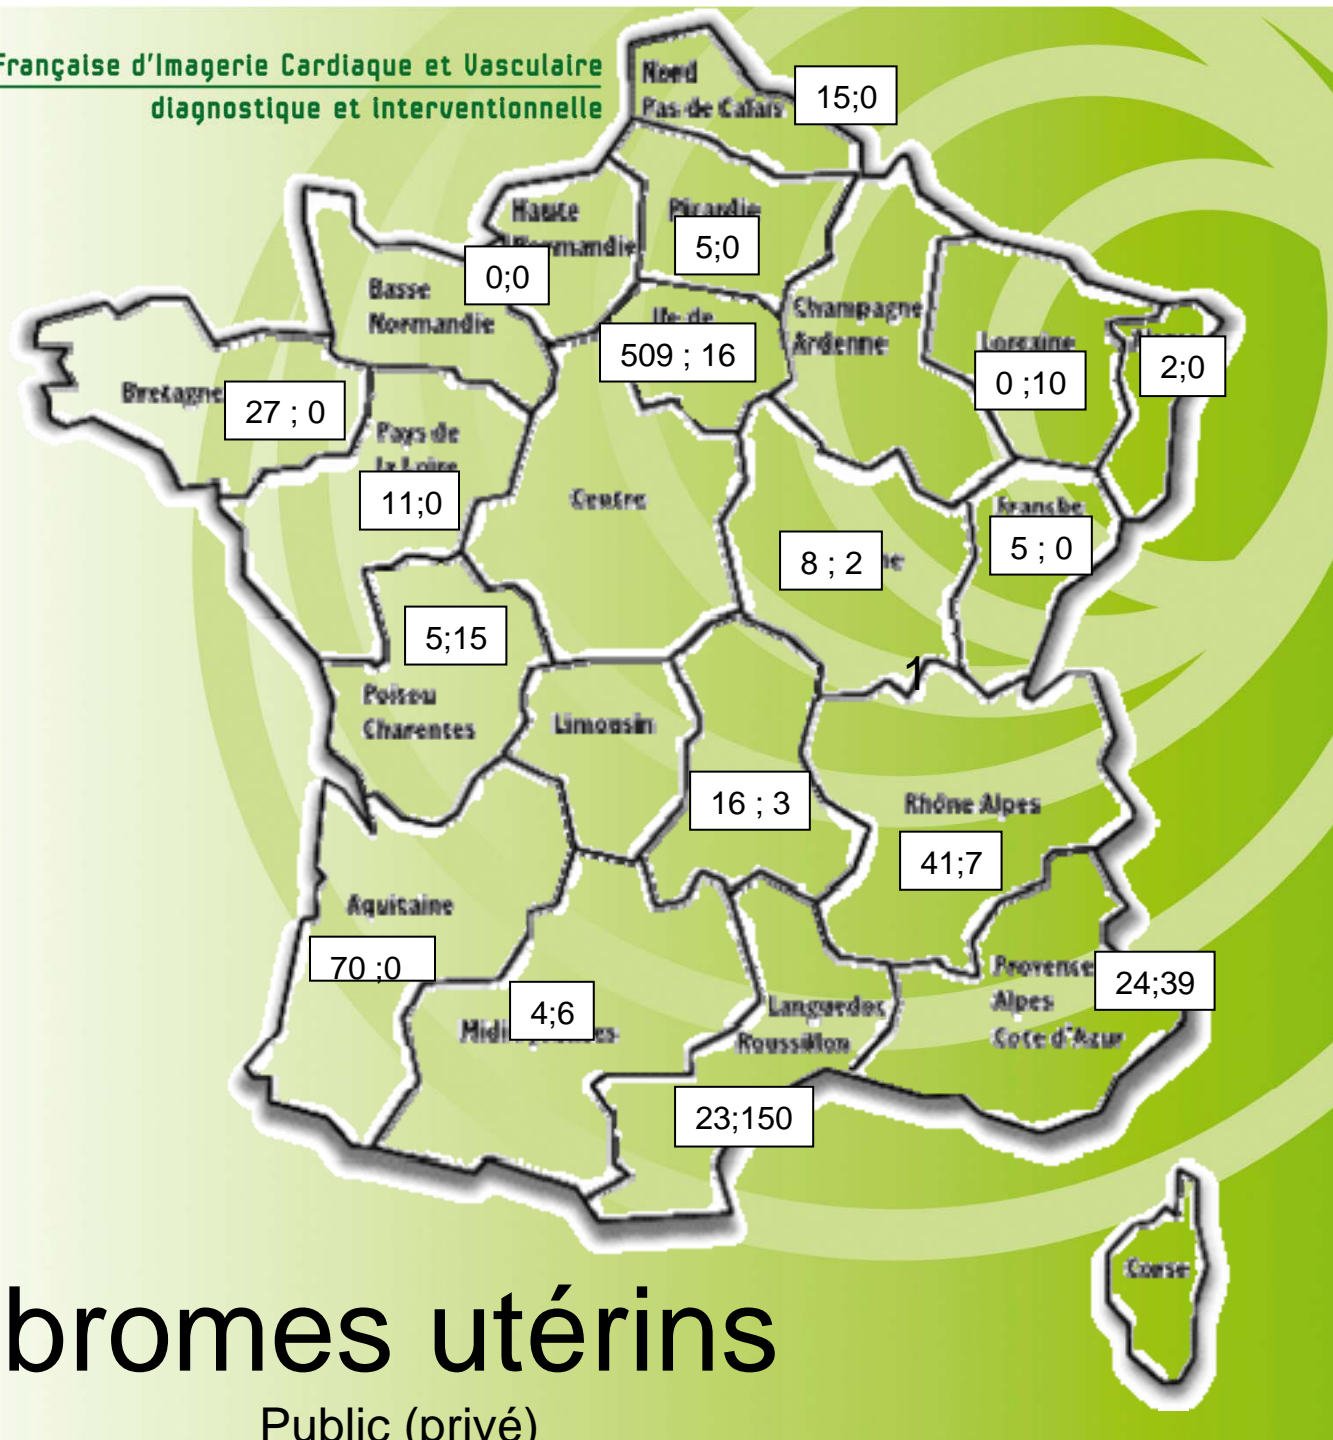 Française d'Imagerie Cardiaque et Vasculaire
diagnostique et interventionnelle
Nord
Pas de Calais
15;0
Haute
Normandie
Picardie
5;0
0;0
Basse
Normandie
Ile de
509 ; 16
Champagne
Ardenne
Lorraine
0 ;10
2;0
Bretagne
27 ; 0
Pays de
la Loire
11;0
Centre
8 ; 2
Franche
5 ; 0
5;15
Poitou
Charentes
Limousin
1
16 ; 3
Rhône Alpes
41;7
Aquitaine
70 ;0
Midi
4;6
Languedoc
Roussillon
23;150
Provence
Alpes
Cote d'Azur
24;39
Corse
bromes utérins
Public (privé)